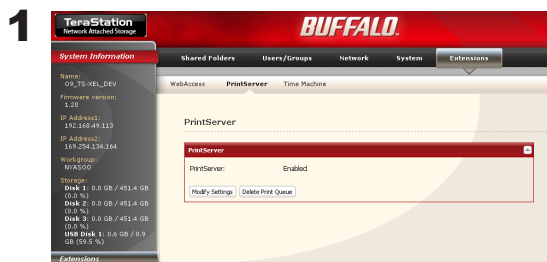 1
TeraStation
Network Attached Storage
BUFFALO
System Information
Shared Folders Users/Groups Network System Extensions
WebAccess PrintServer Time Machine
Name:
09_TS-XEL_DEV
Firmware version:
1.20
IP Address1:
192.168.49.113
IP Address2:
169.254.134.164
Workgroup:
NYASOO
Storage:
Disk 1: 0.0 GB / 451.4 GB
(0.0 %)
Disk 2: 0.0 GB / 451.4 GB
(0.0 %)
Disk 3: 0.0 GB / 451.4 GB
(0.0 %)
USB Disk 1: 0.6 GB / 0.9
GB (59.5 %)
Extensions
PrintServer
PrintServer
PrintServer: Enabled
Modify Settings Delete Print Queue